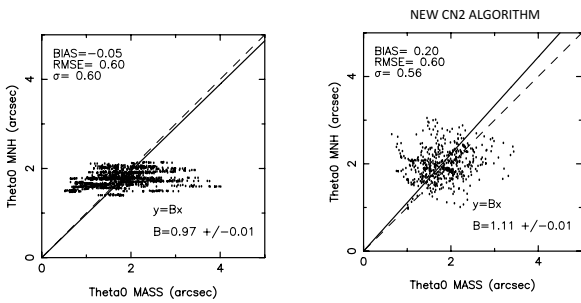 NEW CN2 ALGORITHM
BIAS=-0.05
RMSE= 0.60
σ= 0.60
Theta0 MNH (arcsec)
0
2
4
y=Bx
B=0.97 +/-0.01
0
2
4
Theta0 MASS (arcsec)
BIAS= 0.20
RMSE= 0.60
σ= 0.56
Theta0 MNH (arcsec)
0
2
4
y=Bx
B=1.11 +/-0.01
0
2
4
Theta0 MASS (arcsec)